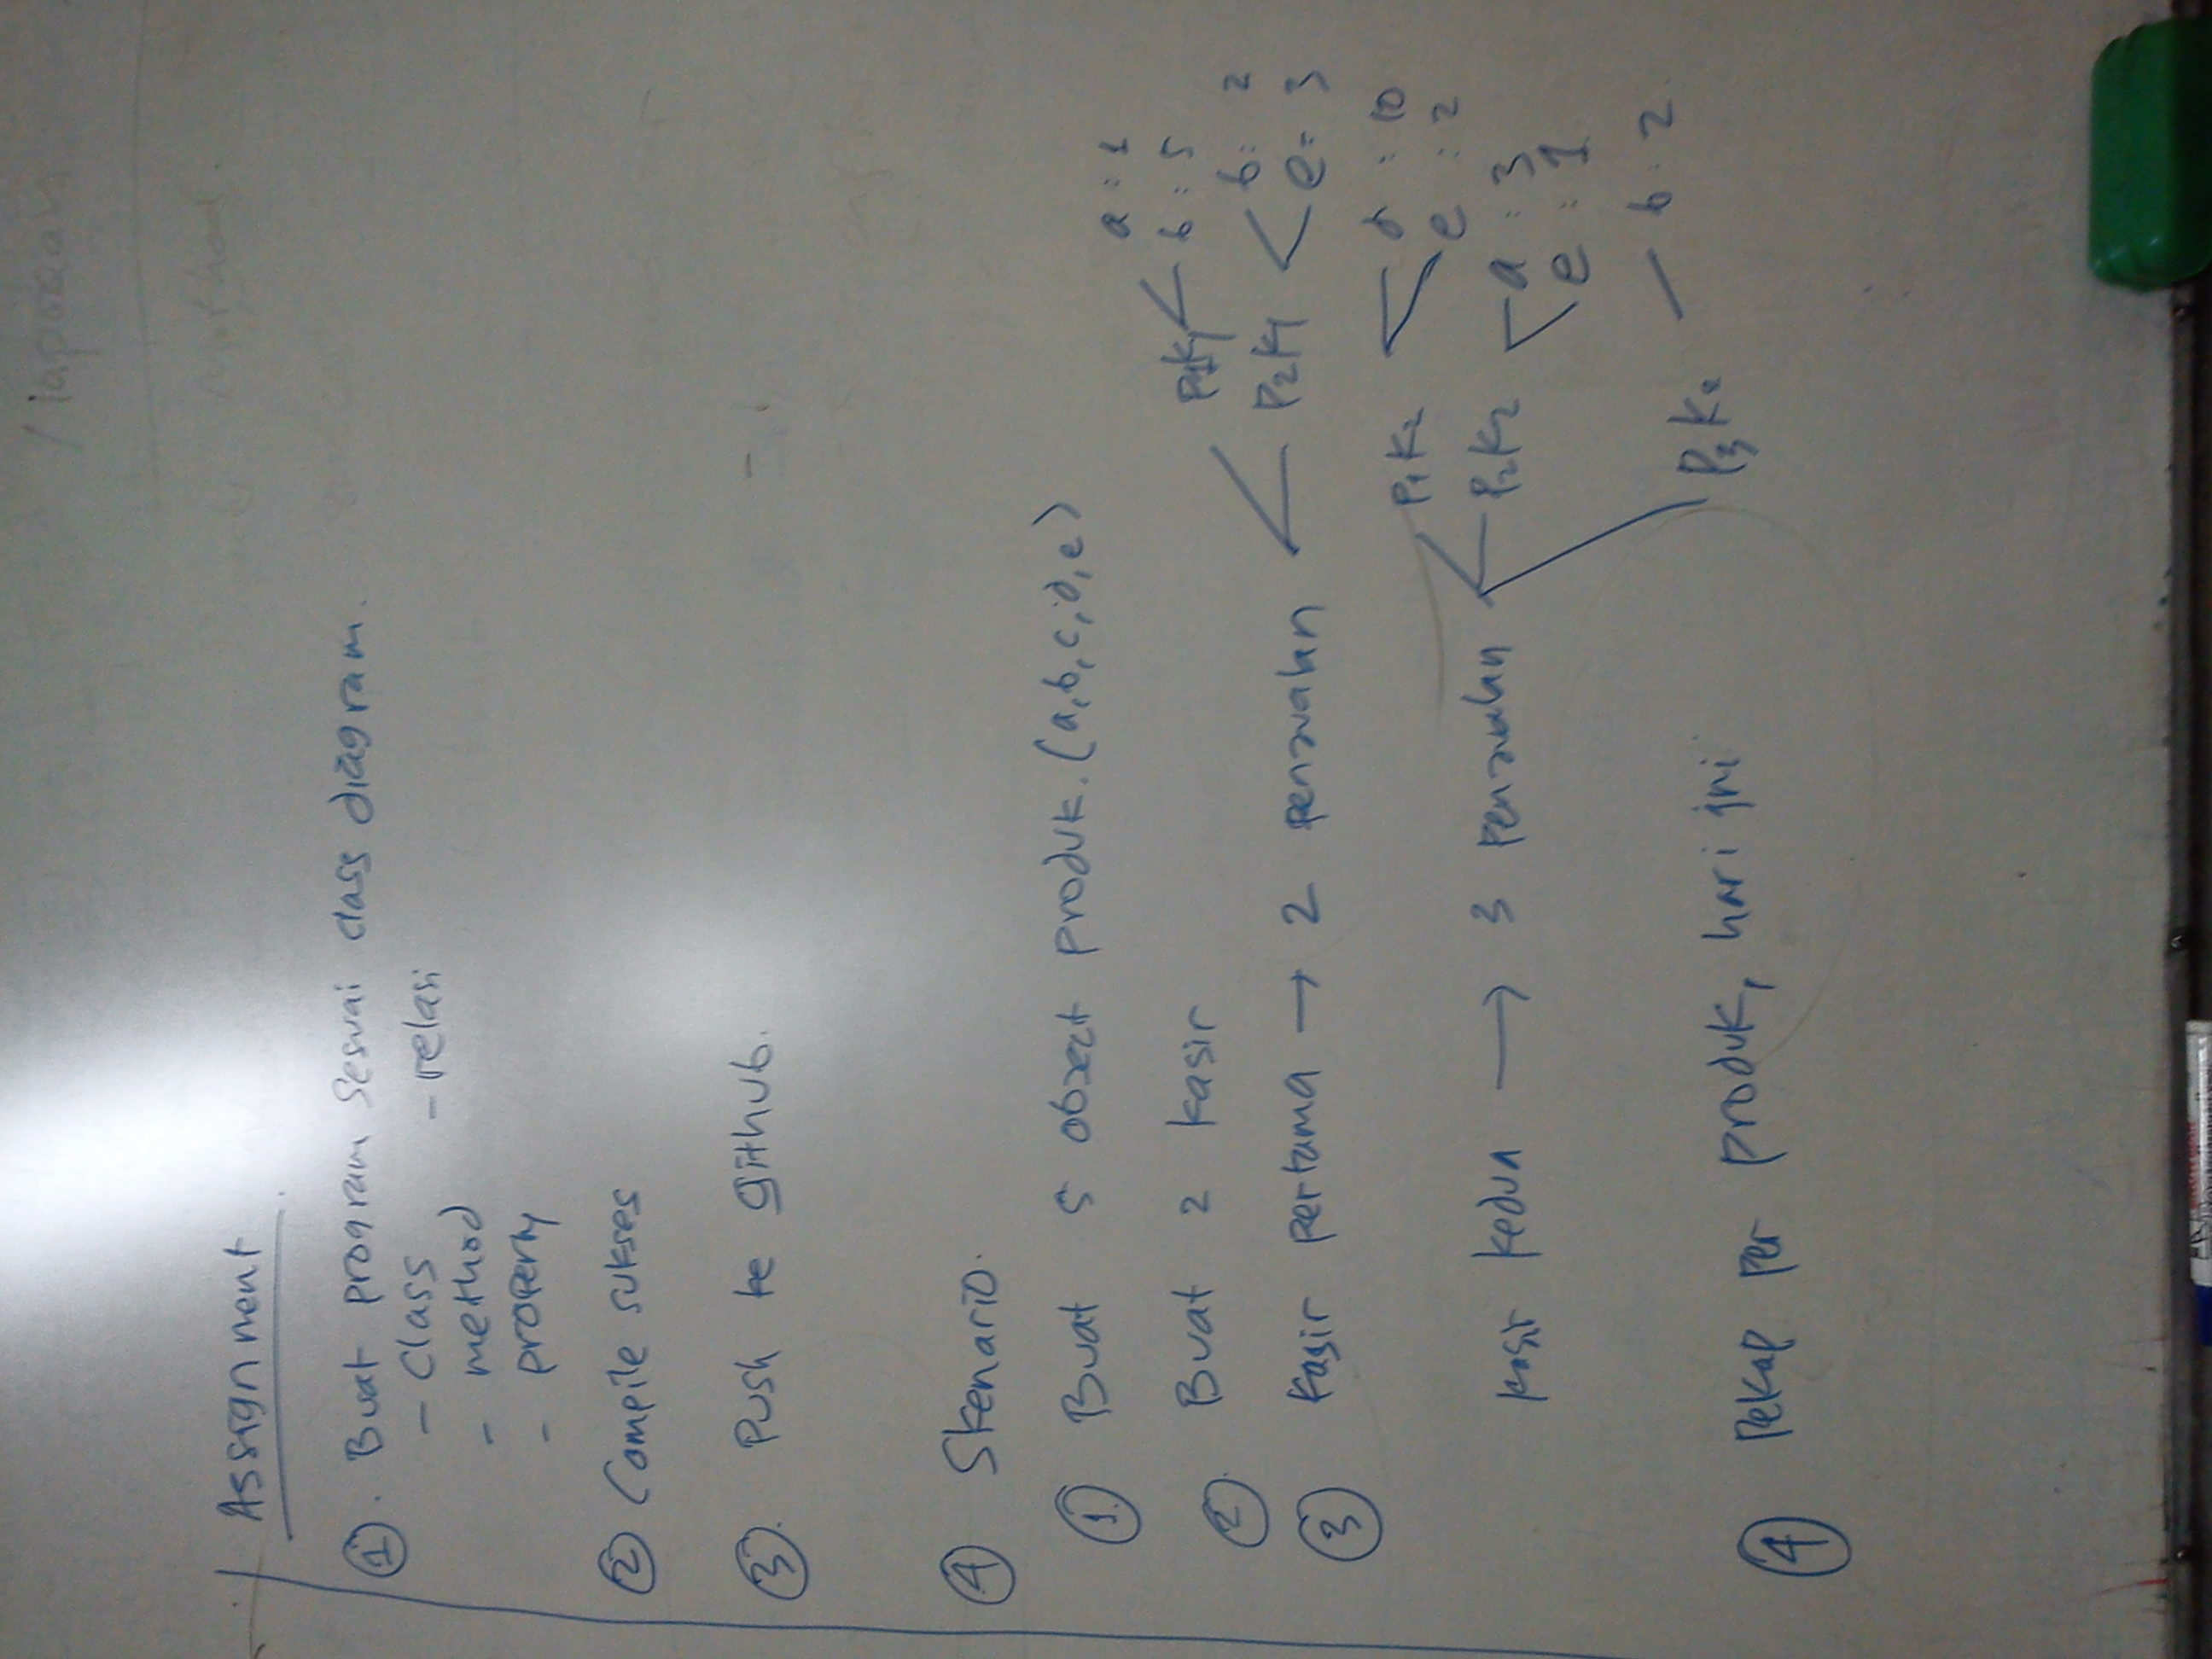 / laporan
Method.
Assignment
①. Buat program sesuai class diagram.
- Class - relasi
- method
- property
② Compile sukses
③. Push ke github.
④ Skenario.
① Buat 5 object produk. (a,b,c,d,e)
② Buat 2 kasir
③ Kasir pertama → 2 penjualan
P1K1 a : 1
b : 5
P2K1 b : 2
e = 3
Kasir kedua → 3 penjualan
P1K2 d : 10
e : 2
P2K2 a : 3
e : 1
P3K2 b : 2.
④ Rekap per produk, hari ini